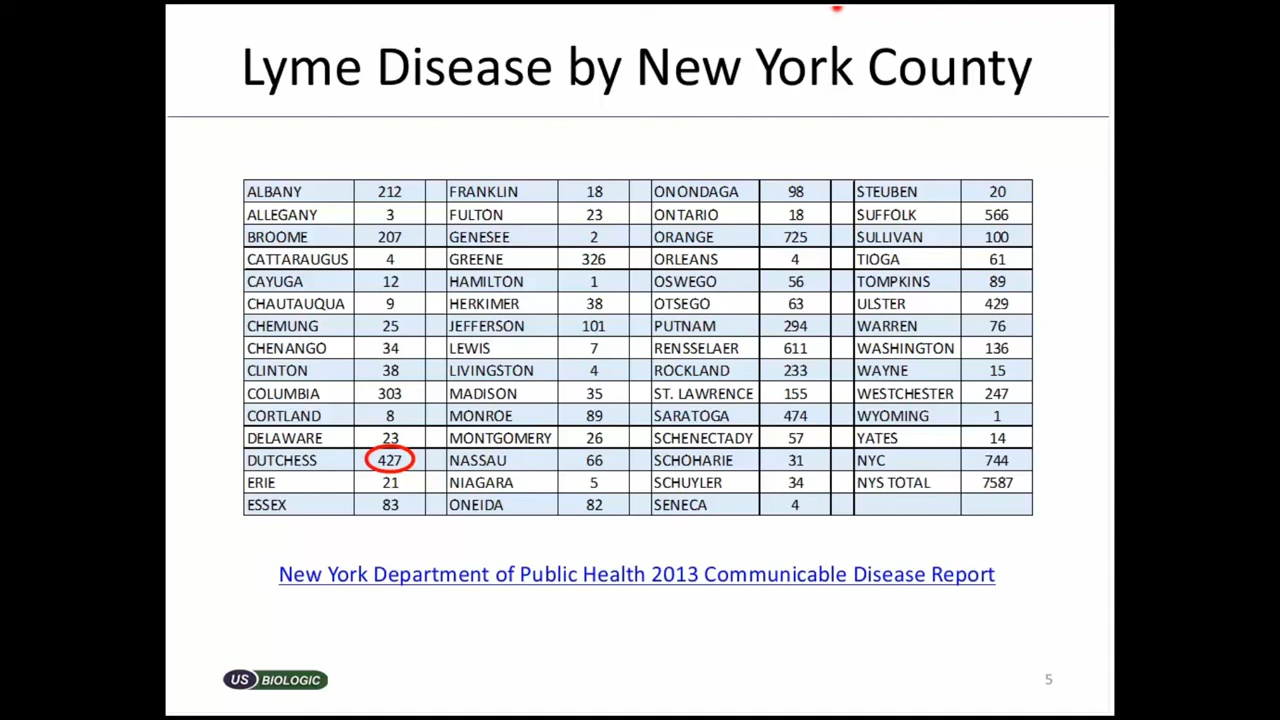 Lyme Disease by New York County
ALBANY 212 FRANKLIN 18 ONONDAGA 98 STEUBEN 20
ALLEGANY 3 FULTON 23 ONTARIO 18 SUFFOLK 566
BROOME 207 GENESEE 2 ORANGE 725 SULLIVAN 100
CATTARAUGUS 4 GREENE 326 ORLEANS 4 TIOGA 61
CAYUGA 12 HAMILTON 1 OSWEGO 56 TOMPKINS 89
CHAUTAUQUA 9 HERKIMER 38 OTSEGO 63 ULSTER 429
CHEMUNG 25 JEFFERSON 101 PUTNAM 294 WARREN 76
CHENANGO 34 LEWIS 7 RENSSELAER 611 WASHINGTON 136
CLINTON 38 LIVINGSTON 4 ROCKLAND 233 WAYNE 15
COLUMBIA 303 MADISON 35 ST. LAWRENCE 155 WESTCHESTER 247
CORTLAND 8 MONROE 89 SARATOGA 474 WYOMING 1
DELAWARE 23 MONTGOMERY 26 SCHENECTADY 57 YATES 14
DUTCHESS 427 NASSAU 66 SCHOHARIE 31 NYC 744
ERIE 21 NIAGARA 5 SCHUYLER 34 NYS TOTAL 7587
ESSEX 83 ONEIDA 82 SENECA 4
New York Department of Public Health 2013 Communicable Disease Report
US BIOLOGIC
5